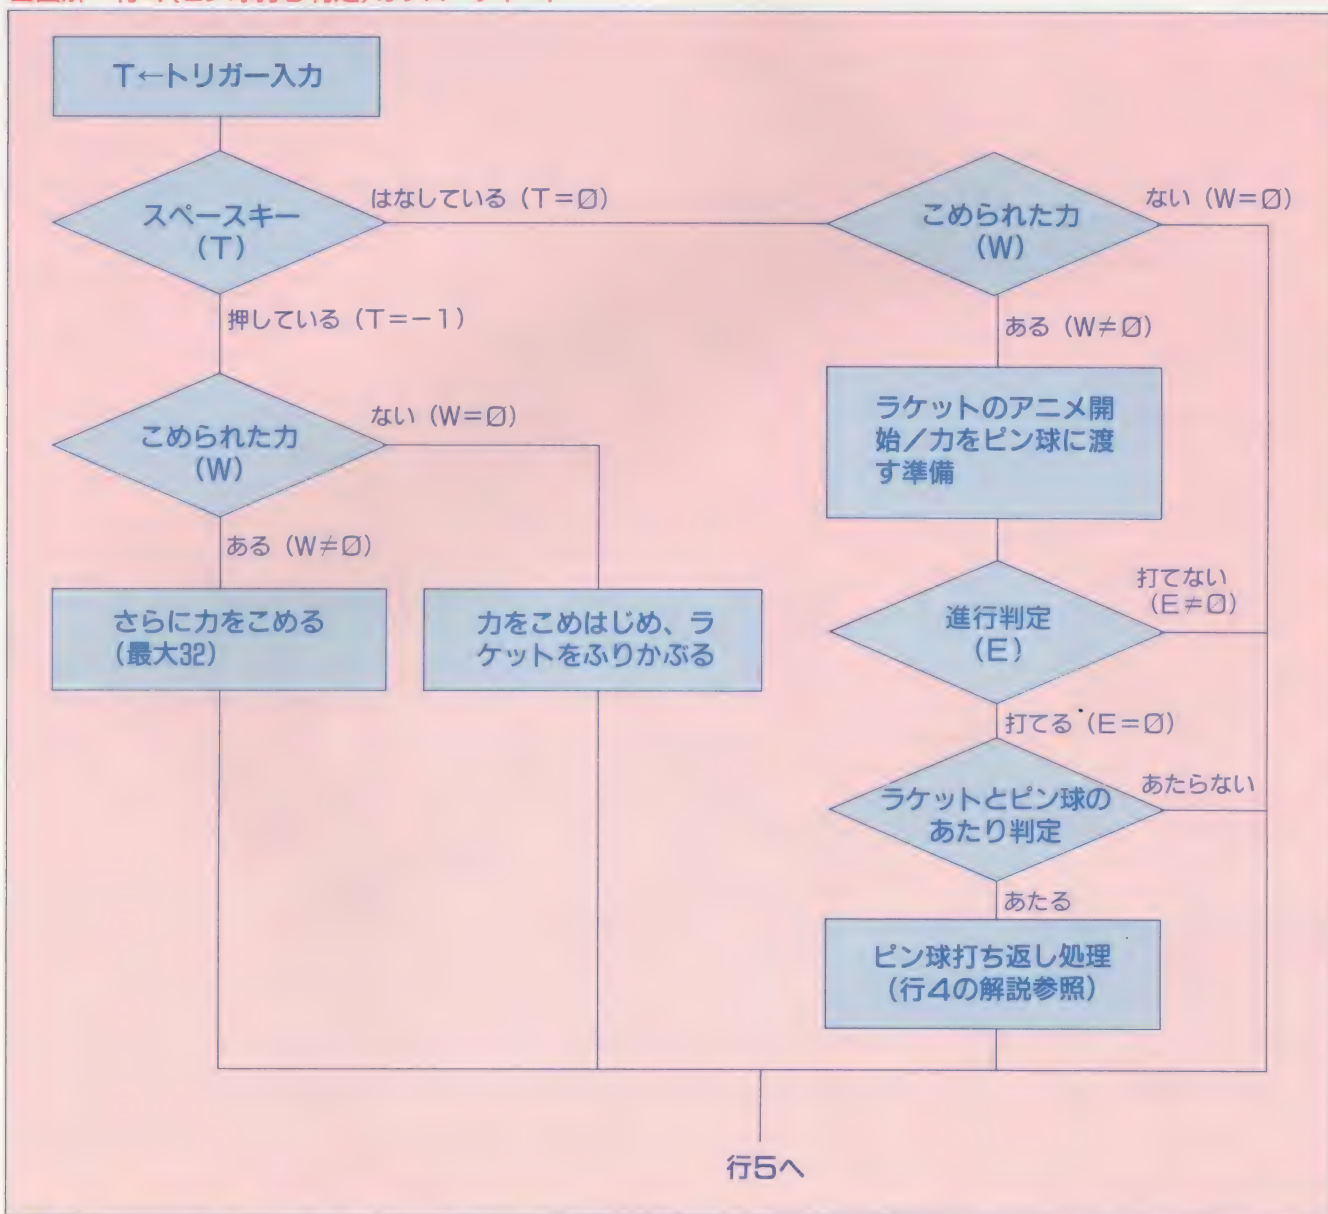 T←トリガー入力
スペースキー
(T)
はなしている (T=0)
押している (T=−1)
こめられた力
(W)
ない (W=0)
ある (W≠0)
さらに力をこめる
(最大32)
力をこめはじめ、ラ
ケットをふりかぶる
こめられた力
(W)
ない (W=0)
ある (W≠0)
ラケットのアニメ開
始/力をピン球に渡
す準備
進行判定
(E)
打てない
(E≠0)
打てる (E=0)
ラケットとピン球の
あたり判定
あたらない
あたる
ピン球打ち返し処理
(行4の解説参照)
行5へ